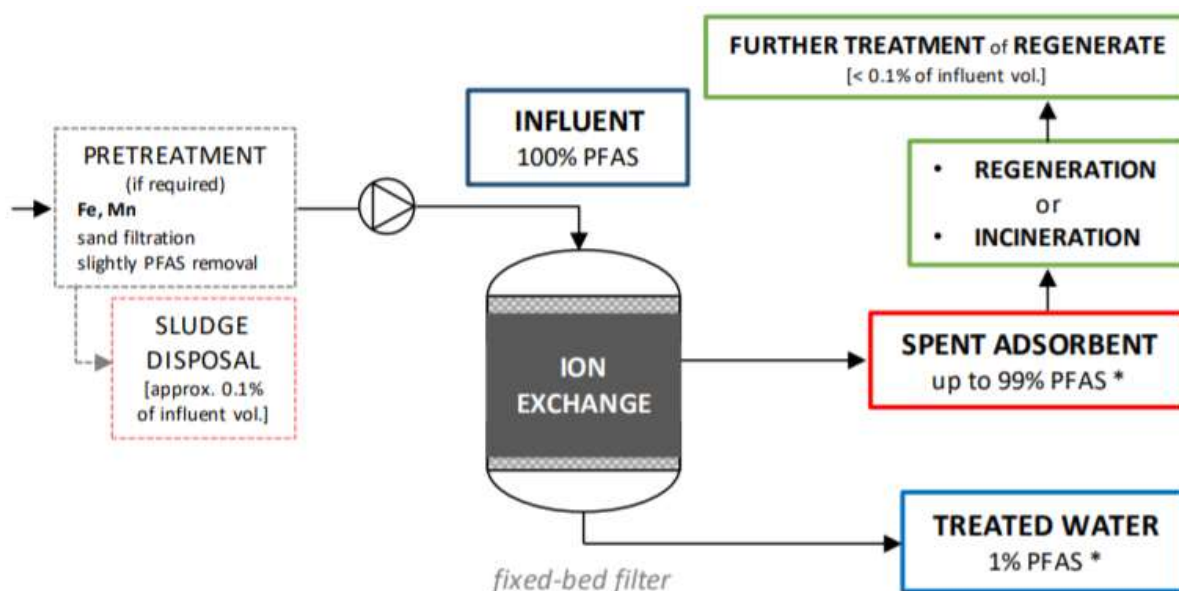 PRETREATMENT
(if required)
Fe, Mn
sand filtration
slightly PFAS removal
SLUDGE
DISPOSAL
[approx. 0.1%
of influent vol.]
INFLUENT
100% PFAS
ION
EXCHANGE
fixed-bed filter
FURTHER TREATMENT of REGENERATE
[< 0.1% of influent vol.]
• REGENERATION
or
• INCINERATION
SPENT ADSORBENT
up to 99% PFAS *
TREATED WATER
1% PFAS *